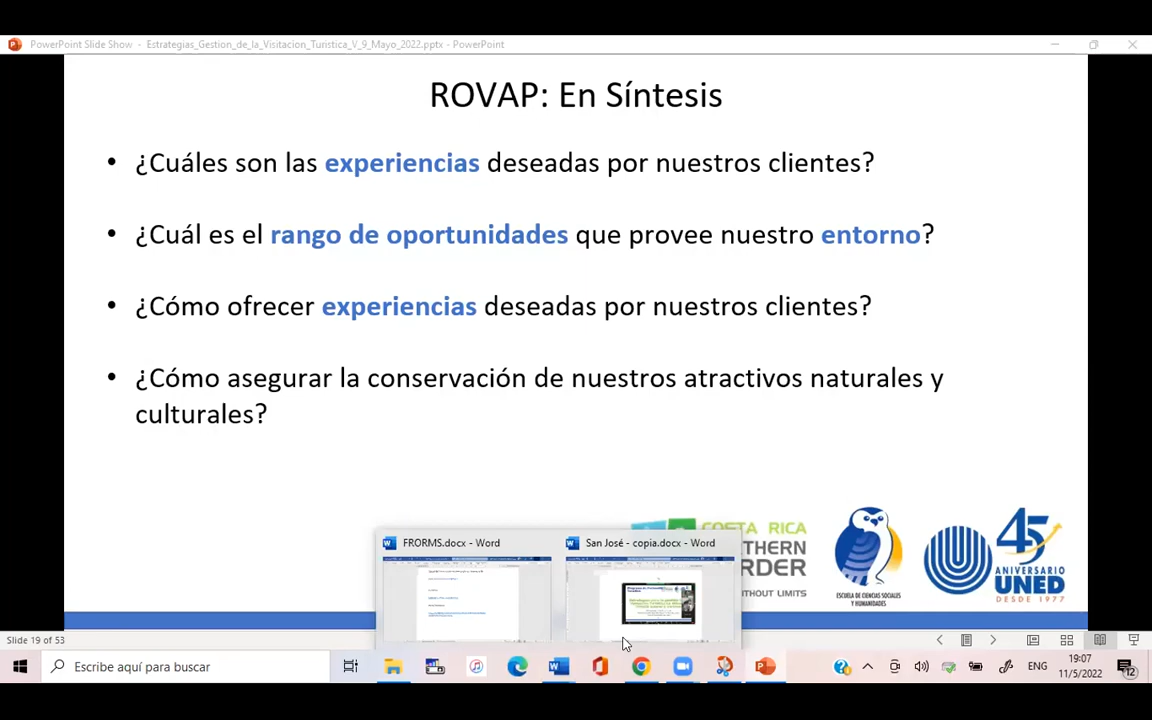 PowerPoint Slide Show - Estrategias_Gestion_de_la_Visitacion_Turistica_V_9_Mayo_2022.pptx - PowerPoint
ROVAP: En Síntesis
• ¿Cuáles son las experiencias deseadas por nuestros clientes?
• ¿Cuál es el rango de oportunidades que provee nuestro entorno?
• ¿Cómo ofrecer experiencias deseadas por nuestros clientes?
• ¿Cómo asegurar la conservación de nuestros atractivos naturales y
culturales?
FRORMS.docx - Word
San José - copia.docx - Word
COSTA RICA
THERN
RDER
WITHOUT LIMITS
ESCUELA DE CIENCIAS SOCIALES
Y HUMANIDADES
45
ANIVERSARIO
UNED
DESDE 1977
Slide 19 of 53
Escribe aquí para buscar
ENG
19:07
11/5/2022
12